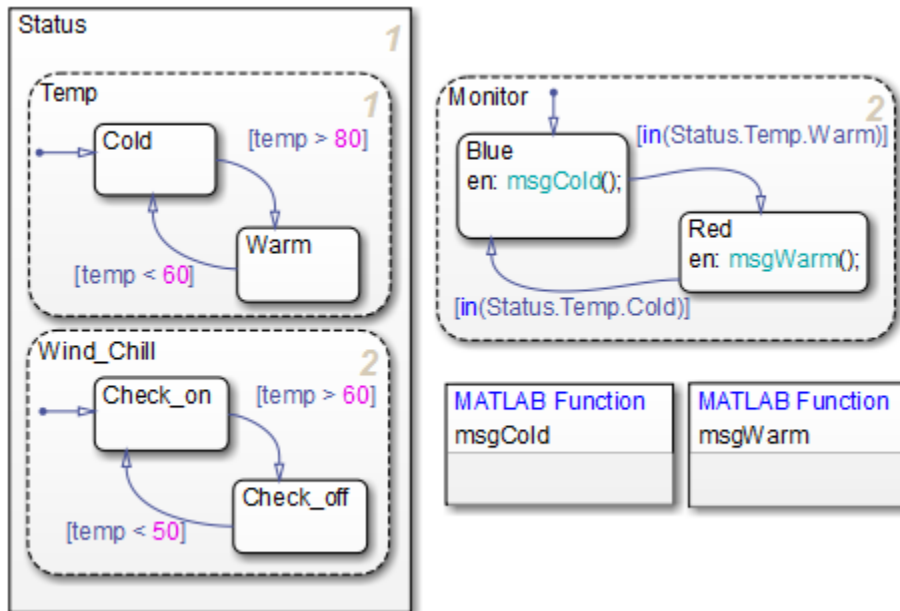 Status
1
Temp
1
Cold
[temp > 80]
Warm
[temp < 60]
Wind_Chill
2
Check_on
[temp > 60]
Check_off
[temp < 50]
Monitor
2
Blue
en: msgCold();
[in(Status.Temp.Warm)]
Red
en: msgWarm();
[in(Status.Temp.Cold)]
MATLAB Function
msgCold
MATLAB Function
msgWarm